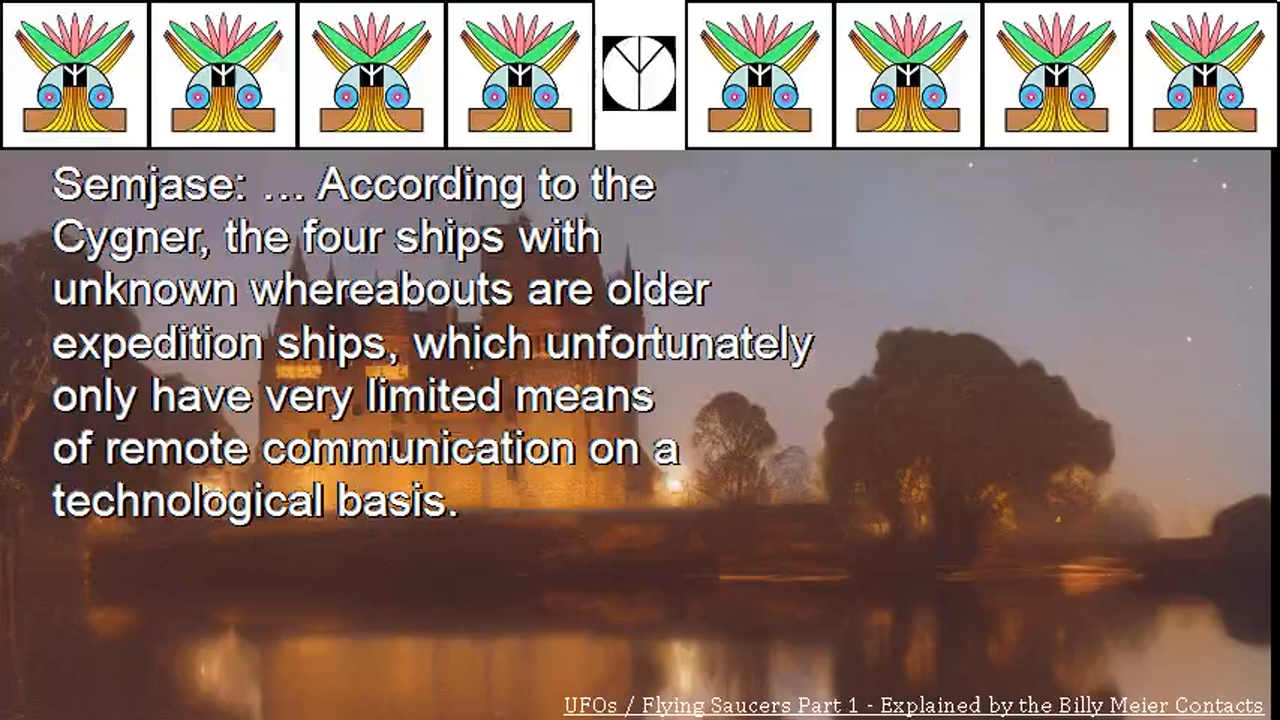 Semjase: ... According to the
Cygner, the four ships with
unknown whereabouts are older
expedition ships, which unfortunately
only have very limited means
of remote communication on a
technological basis.
UFOs / Flying Saucers Part 1 - Explained by the Billy Meier Contacts